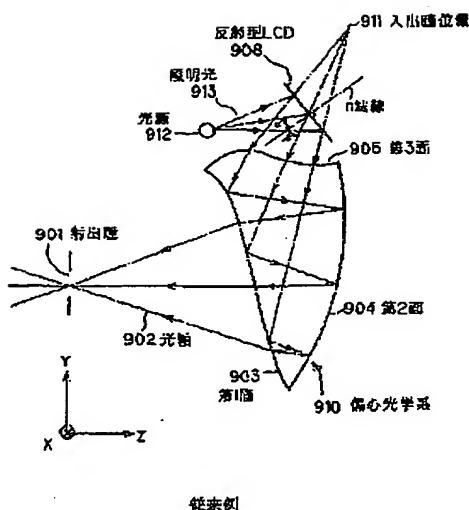 911 入出瞳位置
反射型LCD
908
照明光
913
n法線
光源
912
905 第3面
901 射出瞳
904 第2面
902 光軸
903
第1面
910 偏心光学系
Y
X
Z
従来例